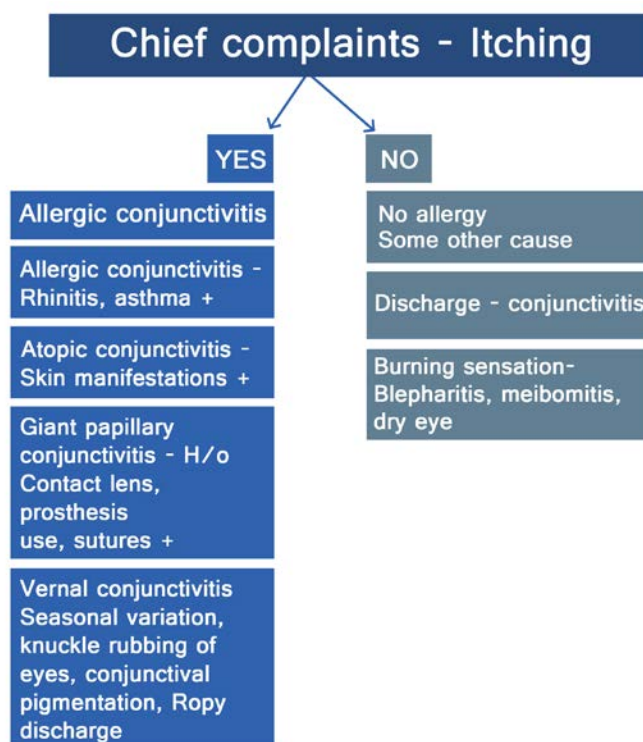 Chief complaints - Itching
YES
Allergic conjunctivitis
Allergic conjunctivitis -
Rhinitis, asthma +
Atopic conjunctivitis -
Skin manifestations +
Giant papillary
conjunctivitis - H/o
Contact lens,
prosthesis
use, sutures +
Vernal conjunctivitis
Seasonal variation,
knuckle rubbing of
eyes, conjunctival
pigmentation, Ropy
discharge
NO
No allergy
Some other cause
Discharge - conjunctivitis
Burning sensation-
Blepharitis, meibomitis,
dry eye